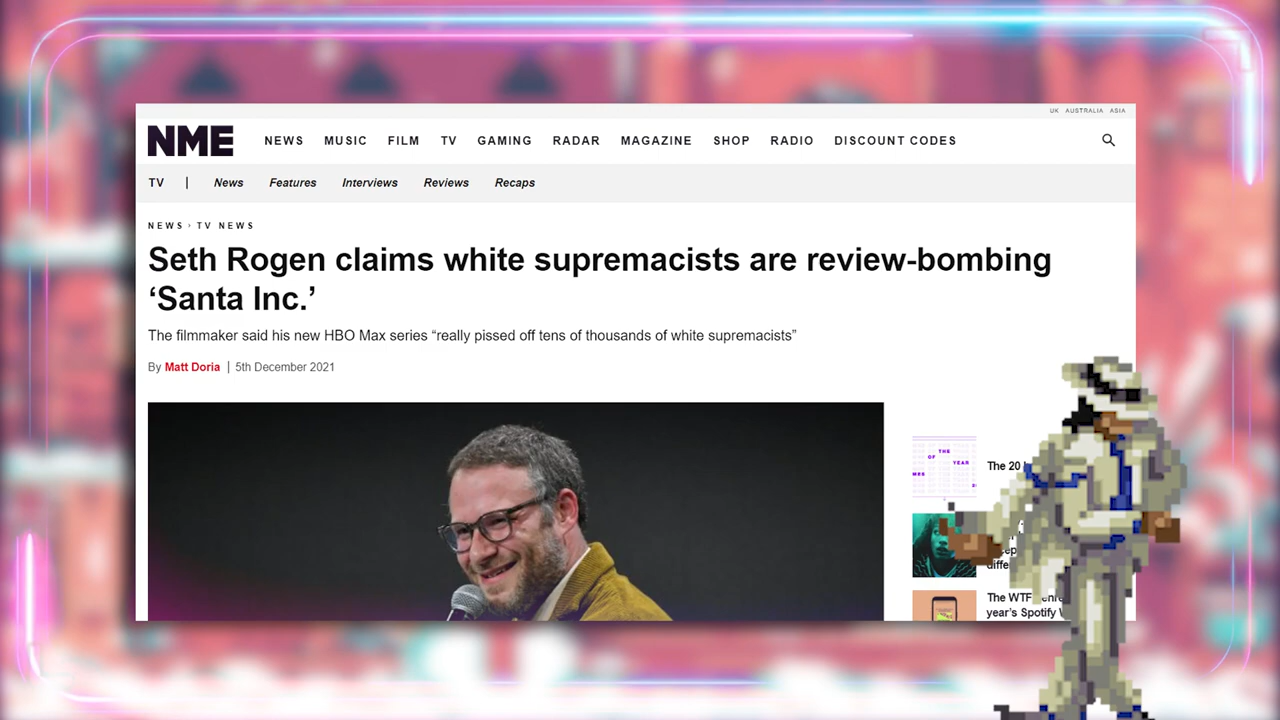 UK AUSTRALIA ASIA
NME NEWS MUSIC FILM TV GAMING RADAR MAGAZINE SHOP RADIO DISCOUNT CODES
TV | News Features Interviews Reviews Recaps
NEWS › TV NEWS
Seth Rogen claims white supremacists are review-bombing
‘Santa Inc.’
The filmmaker said his new HBO Max series “really pissed off tens of thousands of white supremacists”
By Matt Doria | 5th December 2021
OF THE
YEAR
The 20
The WTF
year’s Spotify